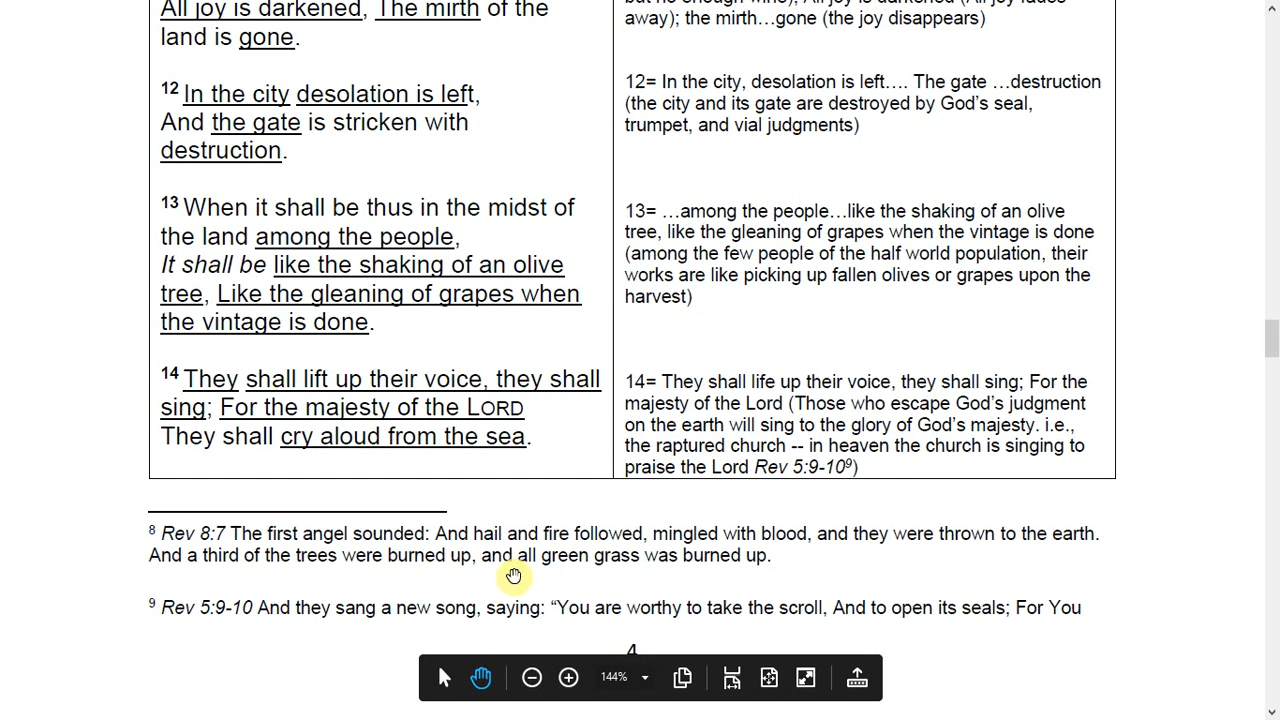 All joy is darkened, The mirth of the
land is gone.
12 In the city desolation is left,
And the gate is stricken with
destruction.
13 When it shall be thus in the midst of
the land among the people,
It shall be like the shaking of an olive
tree, Like the gleaning of grapes when
the vintage is done.
14 They shall lift up their voice, they shall
sing; For the majesty of the LORD
They shall cry aloud from the sea.
away); the mirth…gone (the joy disappears)
12= In the city, desolation is left…. The gate …destruction
(the city and its gate are destroyed by God’s seal,
trumpet, and vial judgments)
13= …among the people…like the shaking of an olive
tree, like the gleaning of grapes when the vintage is done
(among the few people of the half world population, their
works are like picking up fallen olives or grapes upon the
harvest)
14= They shall life up their voice, they shall sing; For the
majesty of the Lord (Those who escape God’s judgment
on the earth will sing to the glory of God’s majesty. i.e.,
the raptured church -- in heaven the church is singing to
praise the Lord Rev 5:9-10⁹)
8 Rev 8:7 The first angel sounded: And hail and fire followed, mingled with blood, and they were thrown to the earth.
And a third of the trees were burned up, and all green grass was burned up.
9 Rev 5:9-10 And they sang a new song, saying: “You are worthy to take the scroll, And to open its seals; For You
4
144%